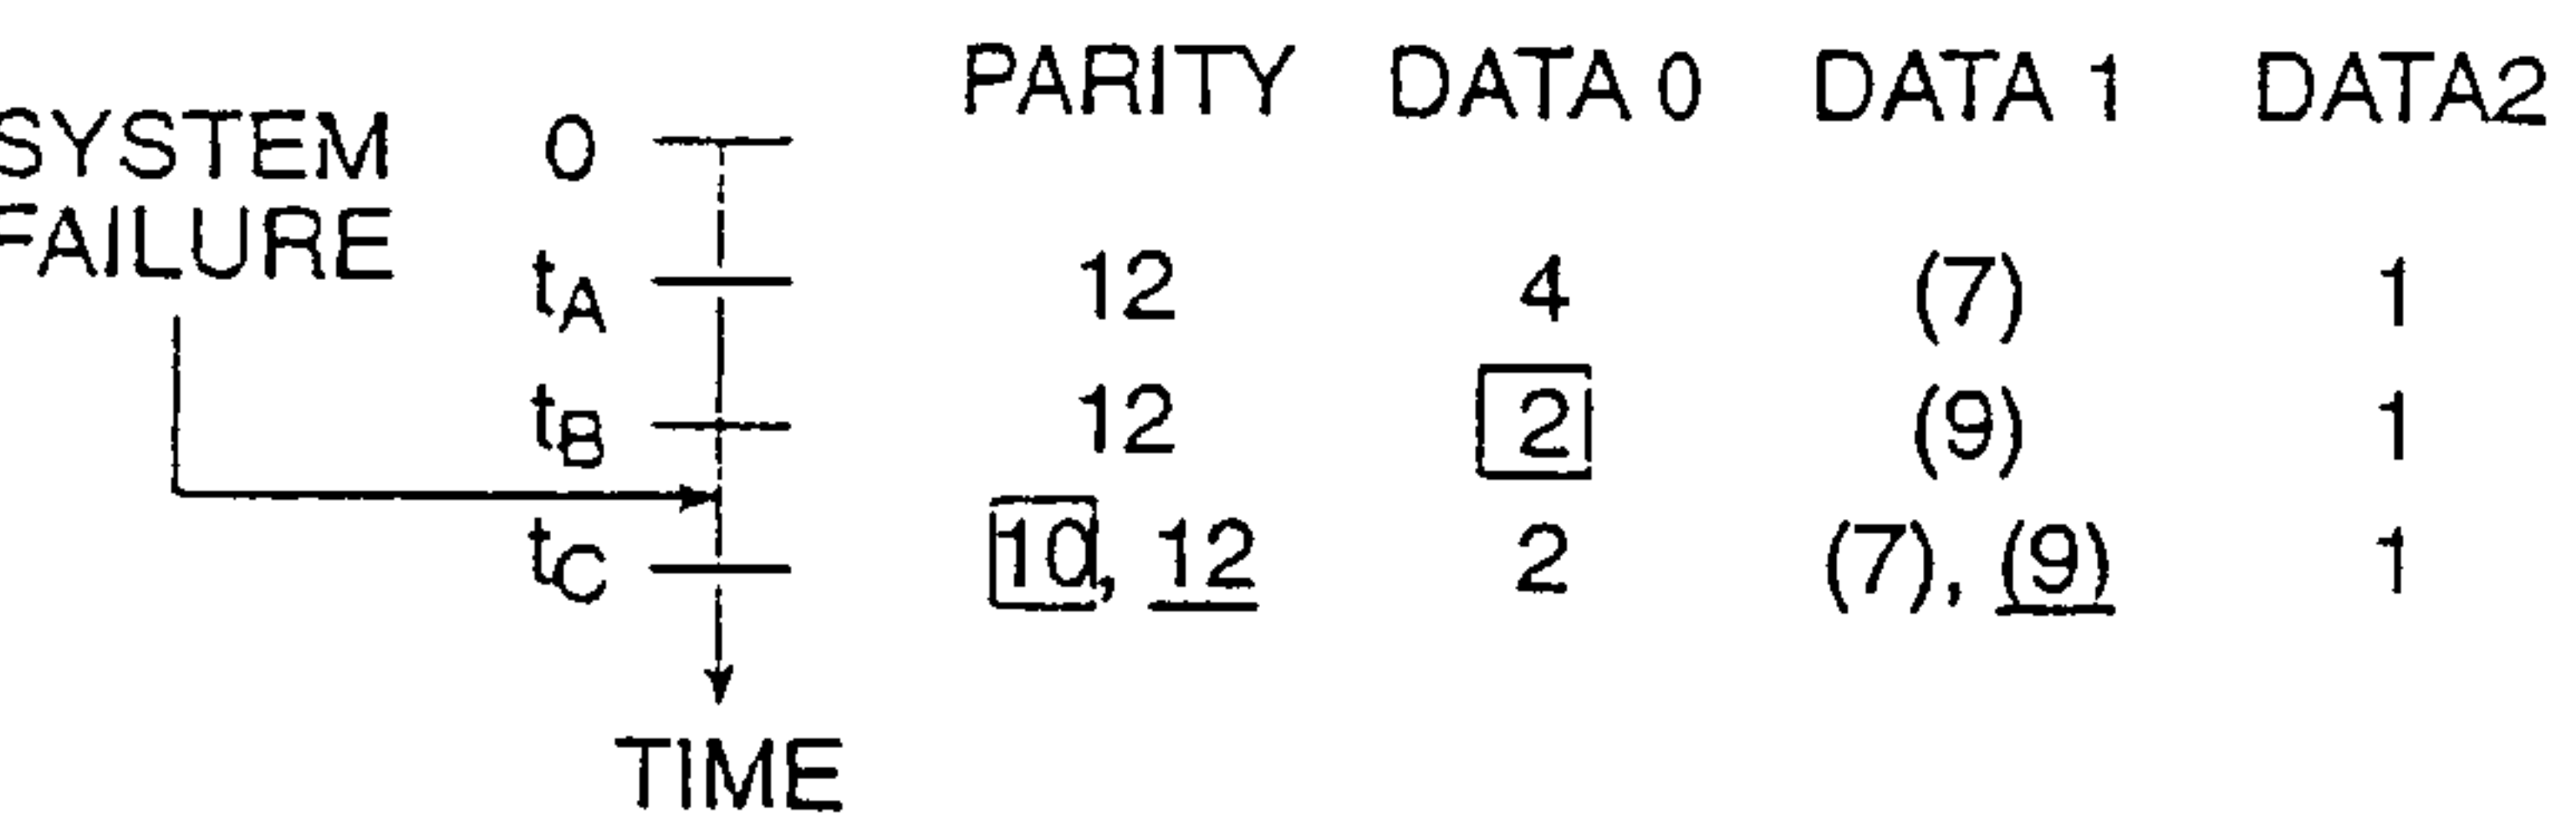 PARITY DATA 0 DATA 1 DATA2
SYSTEM
FAILURE
0
tA 12 4 (7) 1
tB 12 2 (9) 1
tC 10, 12 2 (7), (9) 1
TIME